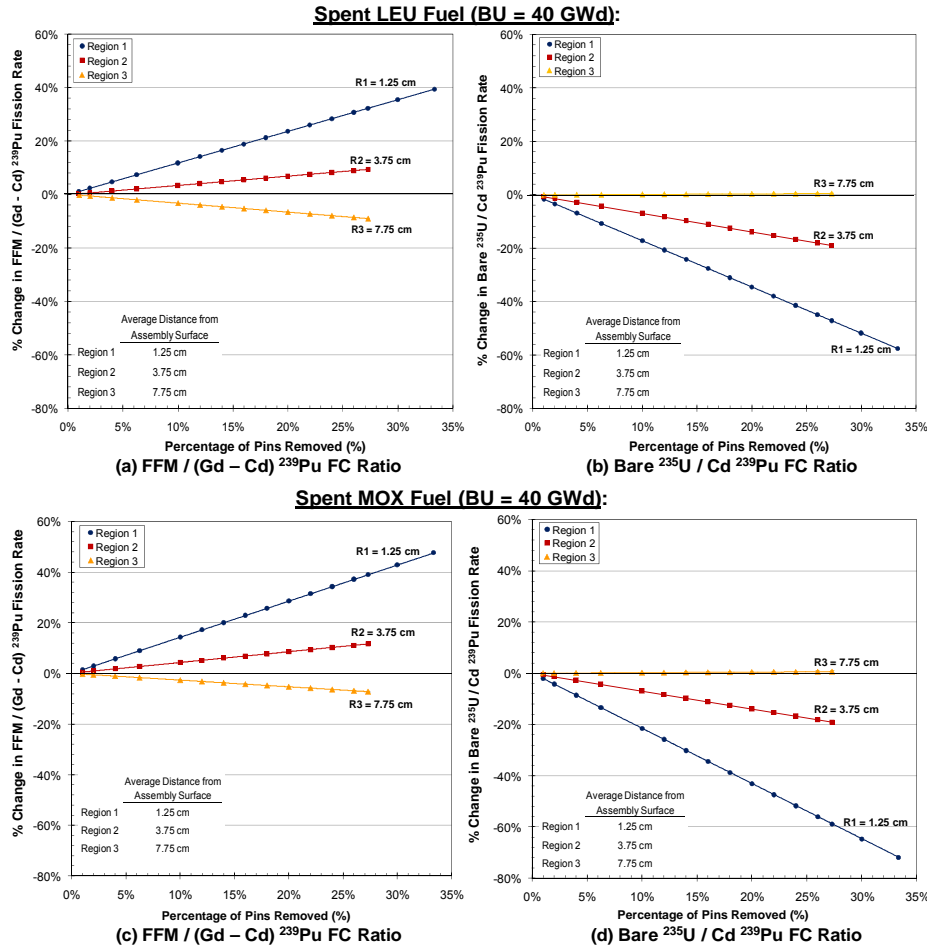 Spent LEU Fuel (BU = 40 GWd):
% Change in FFM / (Gd - Cd) ²³⁹Pu Fission Rate
60%
40%
20%
0%
-20%
-40%
-60%
-80%
Region 1
Region 2
Region 3
R1 = 1.25 cm
R2 = 3.75 cm
R3 = 7.75 cm
Average Distance from
Assembly Surface
Region 1 1.25 cm
Region 2 3.75 cm
Region 3 7.75 cm
0% 5% 10% 15% 20% 25% 30% 35%
Percentage of Pins Removed (%)
(a) FFM / (Gd – Cd) ²³⁹Pu FC Ratio
% Change in Bare ²³⁵U / Cd ²³⁹Pu Fission Rate
60%
40%
20%
0%
-20%
-40%
-60%
-80%
Region 1
Region 2
Region 3
R3 = 7.75 cm
R2 = 3.75 cm
R1 = 1.25 cm
Average Distance from
Assembly Surface
Region 1 1.25 cm
Region 2 3.75 cm
Region 3 7.75 cm
0% 5% 10% 15% 20% 25% 30% 35%
Percentage of Pins Removed (%)
(b) Bare ²³⁵U / Cd ²³⁹Pu FC Ratio
Spent MOX Fuel (BU = 40 GWd):
% Change in FFM / (Gd - Cd) ²³⁹Pu Fission Rate
60%
40%
20%
0%
-20%
-40%
-60%
-80%
Region 1
Region 2
Region 3
R1 = 1.25 cm
R2 = 3.75 cm
R3 = 7.75 cm
Average Distance from
Assembly Surface
Region 1 1.25 cm
Region 2 3.75 cm
Region 3 7.75 cm
0% 5% 10% 15% 20% 25% 30% 35%
Percentage of Pins Removed (%)
(c) FFM / (Gd – Cd) ²³⁹Pu FC Ratio
% Change in Bare ²³⁵U / Cd ²³⁹Pu Fission Rate
60%
40%
20%
0%
-20%
-40%
-60%
-80%
Region 1
Region 2
Region 3
R3 = 7.75 cm
R2 = 3.75 cm
R1 = 1.25 cm
Average Distance from
Assembly Surface
Region 1 1.25 cm
Region 2 3.75 cm
Region 3 7.75 cm
0% 5% 10% 15% 20% 25% 30% 35%
Percentage of Pins Removed (%)
(d) Bare ²³⁵U / Cd ²³⁹Pu FC Ratio